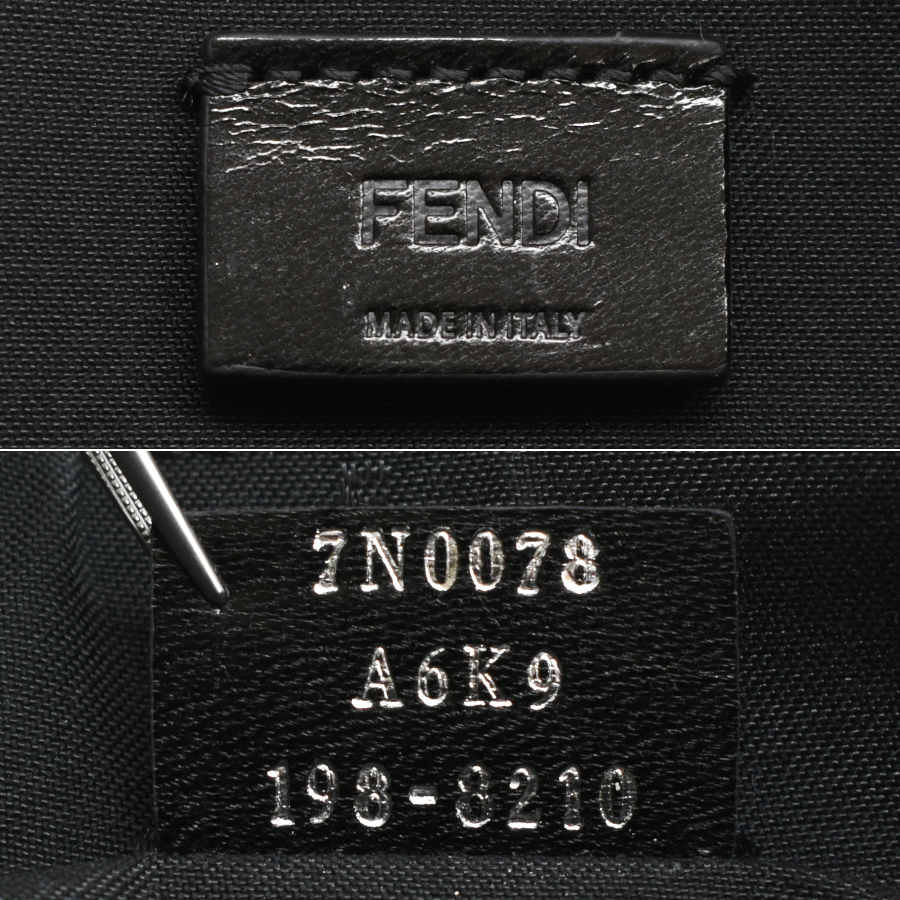 FENDI
MADE IN ITALY
7N0078
A6K9
198-8210